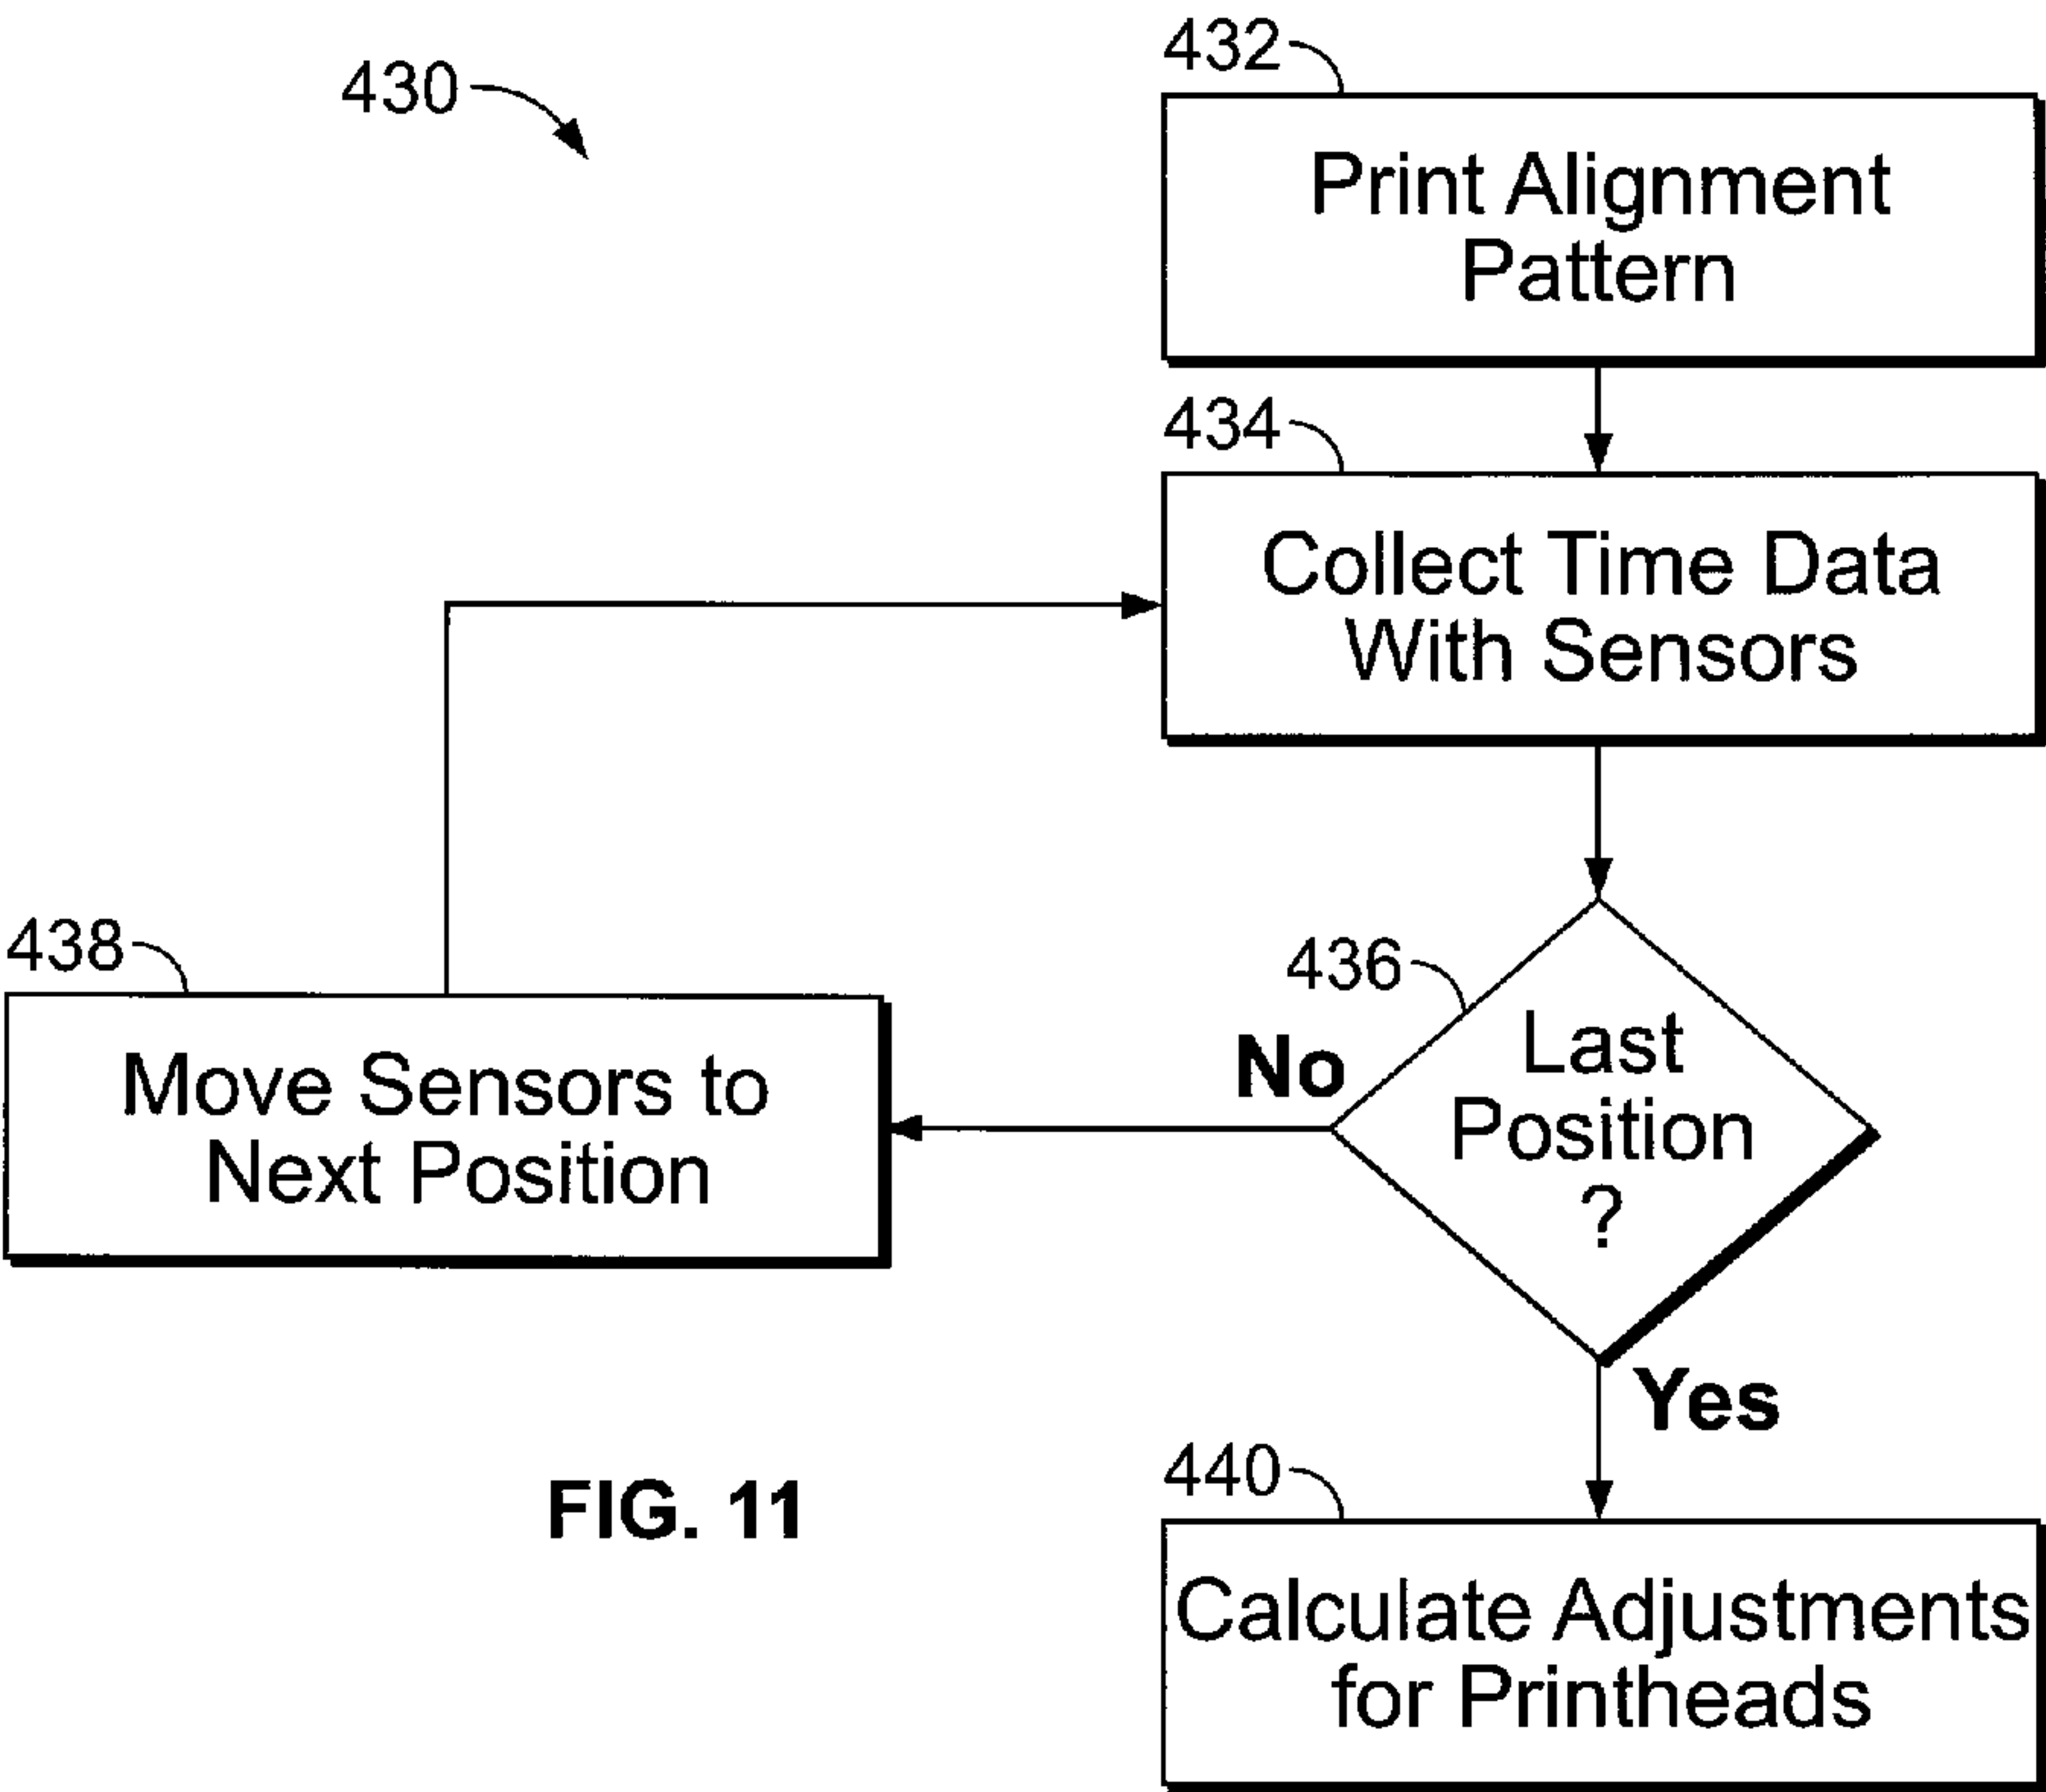 430
432
Print Alignment
Pattern
434
Collect Time Data
With Sensors
438
Move Sensors to
Next Position
436
Last
Position
?
No
Yes
440
Calculate Adjustments
for Printheads
FIG. 11